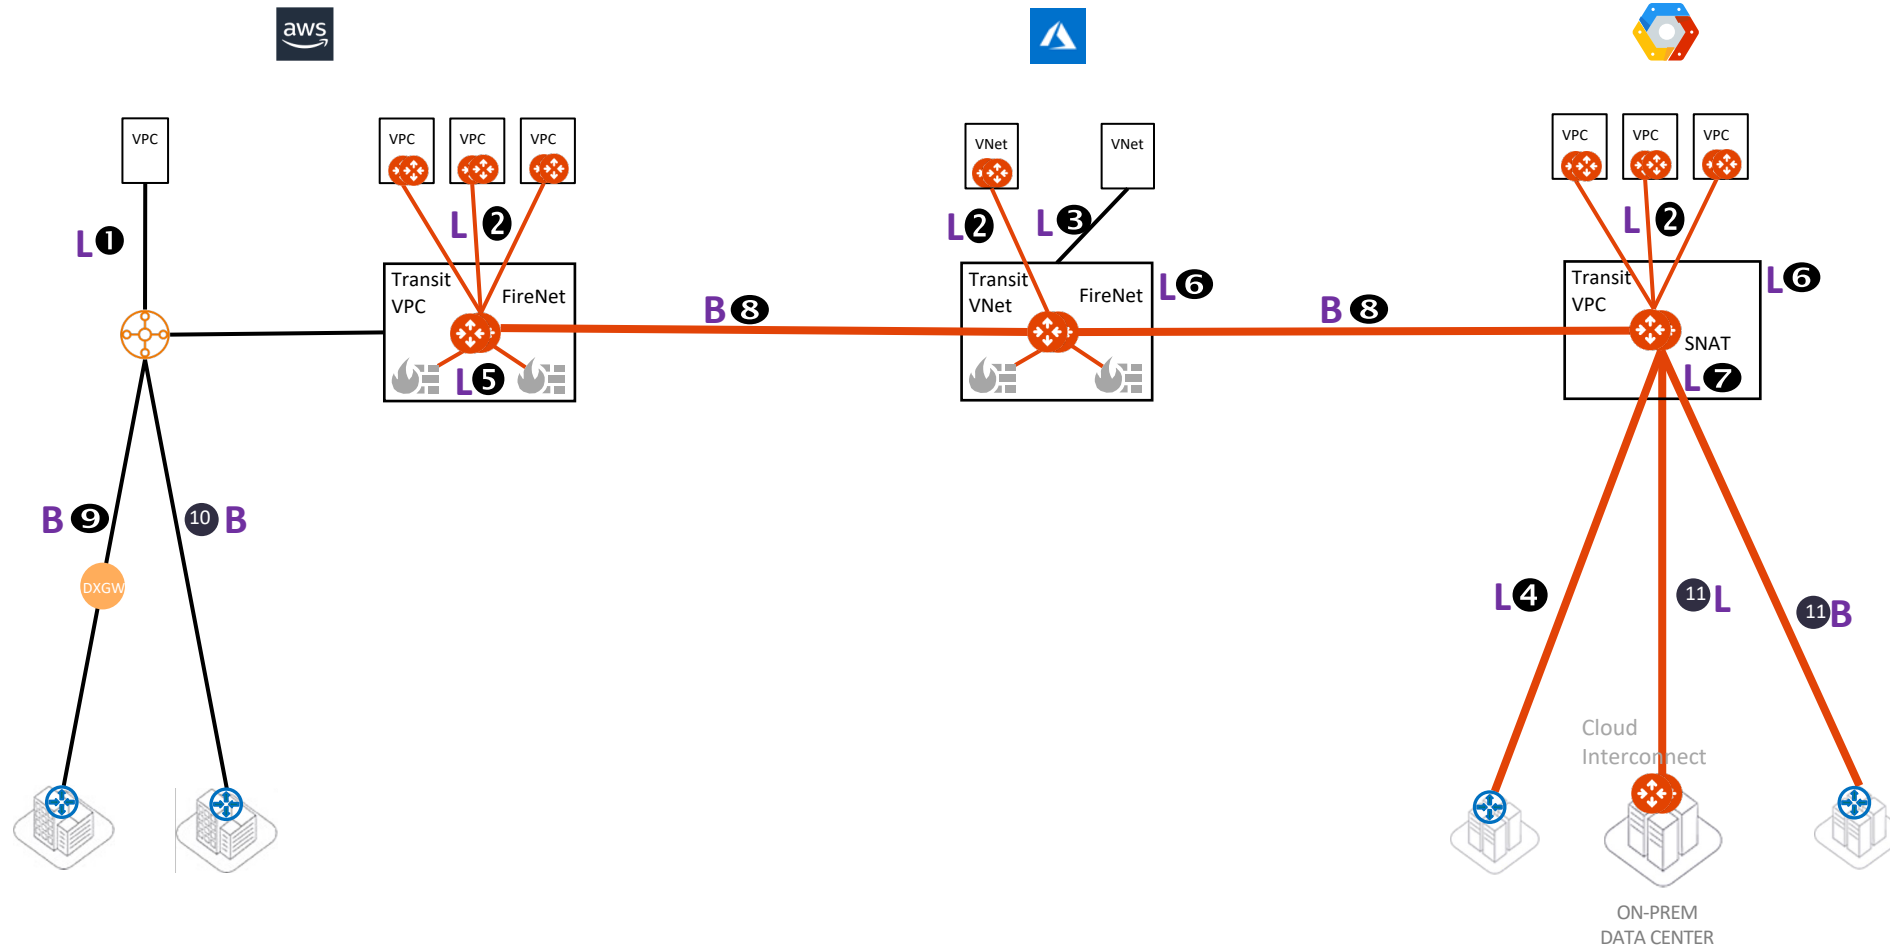 aws
VPC
VPC
VPC
VPC
VNet
VNet
VPC
VPC
VPC
L 1
L 2
L 2
L 3
L 2
Transit
VPC
FireNet
Transit
VNet
FireNet
L 6
Transit
VPC
L 6
B 8
B 8
SNAT
L 5
L 7
B 9
10 B
DXGW
L 4
11 L
11 B
Cloud
Interconnect
ON-PREM
DATA CENTER